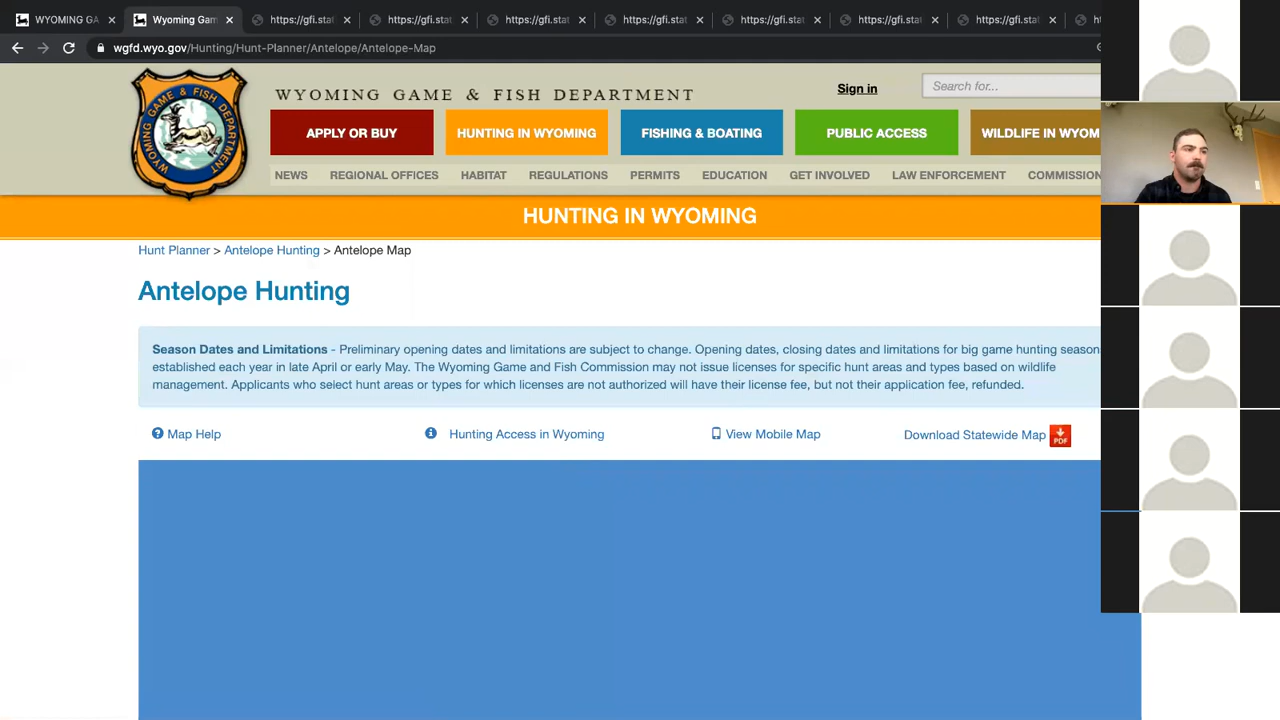 WYOMING GA
Wyoming Gam
https://gfi.stat
https://gfi.stat
https://gfi.stat
https://gfi.stat
https://gfi.stat
https://gfi.stat
https://gfi.stat
wgfd.wyo.gov/Hunting/Hunt-Planner/Antelope/Antelope-Map
WYOMING GAME & FISH DEPARTMENT
WYOMING GAME & FISH DEPARTMENT
Sign in
Search for...
APPLY OR BUY
HUNTING IN WYOMING
FISHING & BOATING
PUBLIC ACCESS
WILDLIFE IN WYOM
NEWS
REGIONAL OFFICES
HABITAT
REGULATIONS
PERMITS
EDUCATION
GET INVOLVED
LAW ENFORCEMENT
COMMISSION
HUNTING IN WYOMING
Hunt Planner > Antelope Hunting > Antelope Map
Antelope Hunting
Season Dates and Limitations - Preliminary opening dates and limitations are subject to change. Opening dates, closing dates and limitations for big game hunting season
established each year in late April or early May. The Wyoming Game and Fish Commission may not issue licenses for specific hunt areas and types based on wildlife
management. Applicants who select hunt areas or types for which licenses are not authorized will have their license fee, but not their application fee, refunded.
Map Help
Hunting Access in Wyoming
View Mobile Map
Download Statewide Map
PDF